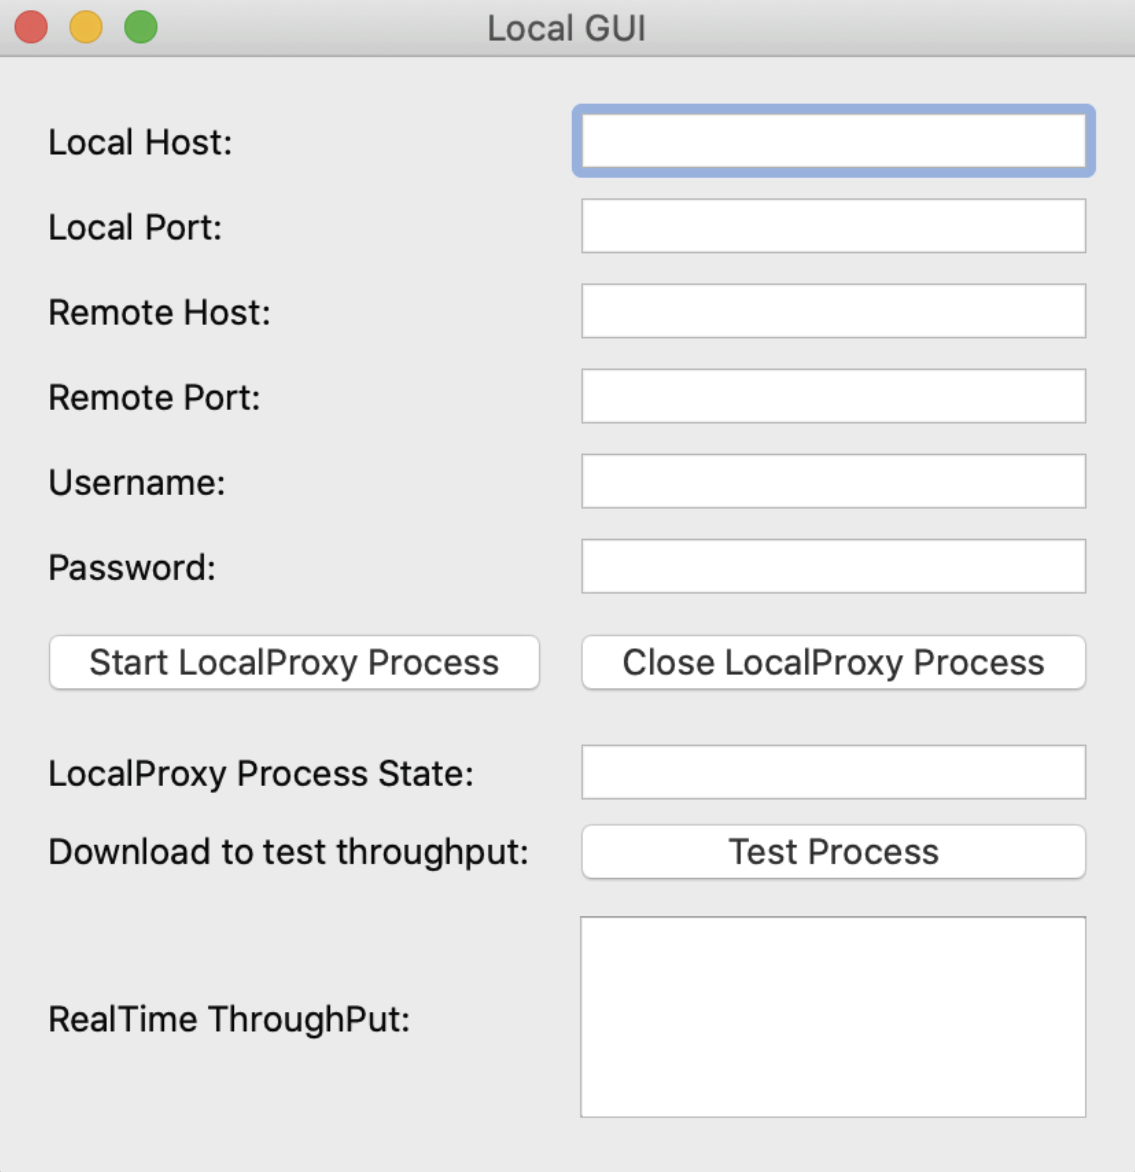 Local GUI
Local Host:
Local Port:
Remote Host:
Remote Port:
Username:
Password:
Start LocalProxy Process
Close LocalProxy Process
LocalProxy Process State:
Download to test throughput:
Test Process
RealTime ThroughPut: